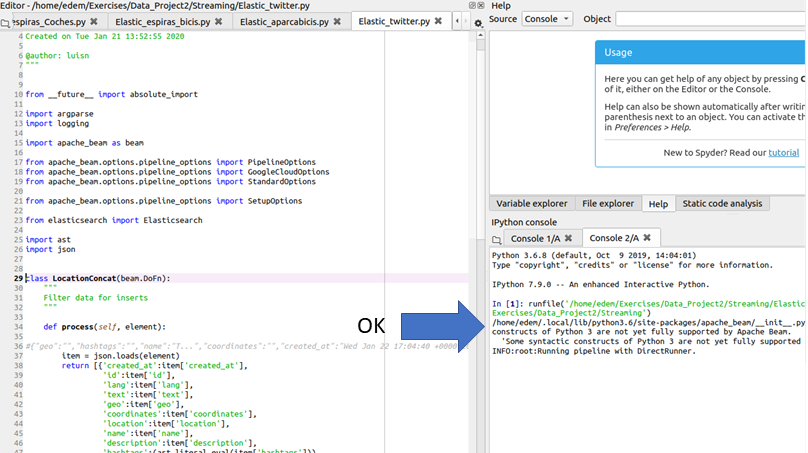 Editor - /home/edem/Exercises/Data_Project2/Streaming/Elastic_twitter.py
espiras_Coches.py
Elastic_espiras_bici.py
Elastic_aparcabicis.py
Elastic_twitter.py
4 Created on Tue Jan 21 13:52:55 2020
5
6 @author: luisn
7 """
8
9
10 from __future__ import absolute_import
11
12 import argparse
13 import logging
14
15 import apache_beam as beam
16
17 from apache_beam.options.pipeline_options import PipelineOptions
18 from apache_beam.options.pipeline_options import GoogleCloudOptions
19 from apache_beam.options.pipeline_options import StandardOptions
20
21 from apache_beam.options.pipeline_options import SetupOptions
22
23 from elasticsearch import Elasticsearch
24
25 import ast
26 import json
27
28
29 class LocationConcat(beam.DoFn):
30 """
31 Filter data for inserts
32 """
33
34 def process(self, element):
35
36 #{"geo":"","hashtogs":"","name":"T...","coordinates":"","created_at":"Wed Jan 22 17:04:40 +0000
37 item = json.loads(element)
38 return [{'created_at':item['created_at'],
39 'id':item['id'],
40 'lang':item['lang'],
41 'text':item['text'],
42 'geo':item['geo'],
43 'coordinates':item['coordinates'],
44 'location':item['location'],
45 'name':item['name'],
46 'description':item['description'],
47 'hashtags':(ast.literal_eval(item['hashtags']))
OK
Help
Source Console Object
Usage
Here you can get help of any object by pressing C
of it, either on the Editor or the Console.
Help can also be shown automatically after writin
parenthesis next to an object. You can activate th
in Preferences > Help.
New to Spyder? Read our tutorial
Variable explorer File explorer Help Static code analysis
IPython console
Console 1/A Console 2/A
Python 3.6.8 (default, Oct 9 2019, 14:04:01)
Type "copyright", "credits" or "license" for more information.
IPython 7.9.0 -- An enhanced Interactive Python.
In [1]: runfile('/home/edem/Exercises/Data_Project2/Streaming/Elastic
Exercises/Data_Project2/Streaming')
/home/edem/.local/lib/python3.6/site-packages/apache_beam/__init__.py
constructs of Python 3 are not yet fully supported by Apache Beam.
'Some syntactic constructs of Python 3 are not yet fully supported
INFO:root:Running pipeline with DirectRunner.